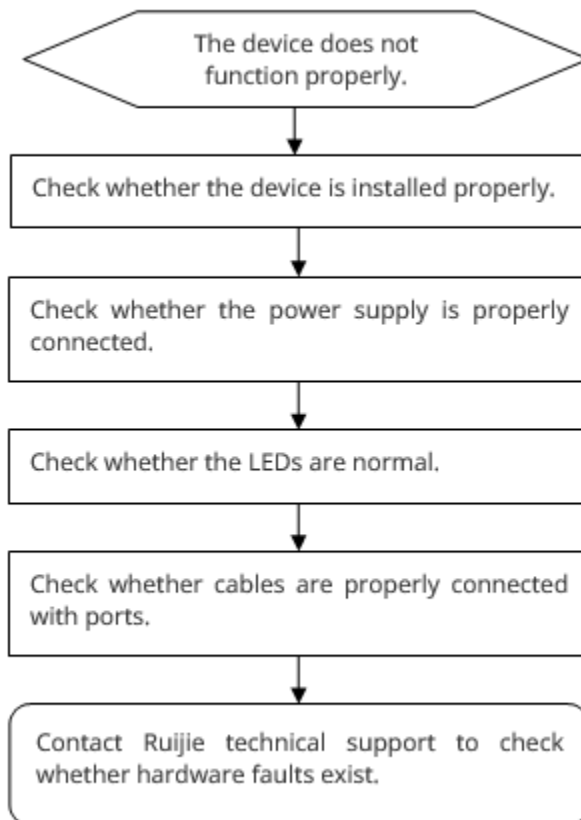 The device does not
function properly.
Check whether the device is installed properly.
Check whether the power supply is properly
connected.
Check whether the LEDs are normal.
Check whether cables are properly connected
with ports.
Contact Ruijie technical support to check
whether hardware faults exist.